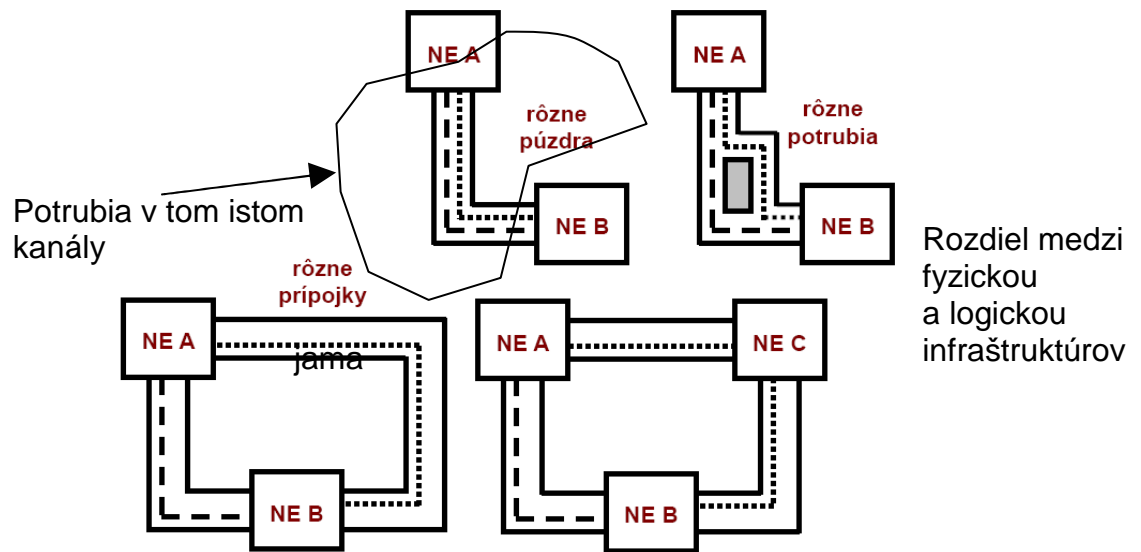 NE A
rôzne
púzdra
NE B
NE A
rôzne
potrubia
NE B
Potrubia v tom istom
kanály
Rozdiel medzi
fyzickou
a logickou
infraštruktúrov
rôzne
prípojky
NE A
jama
NE B
NE A
NE C
NE B